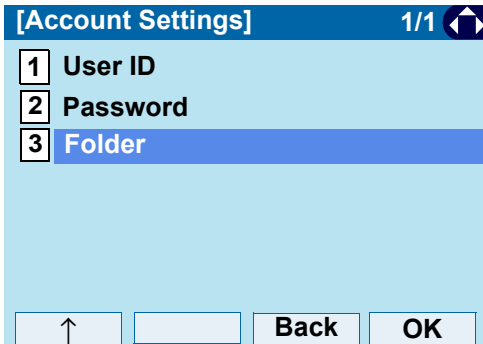 [Account Settings] 1/1
1 User ID
2 Password
3 Folder
↑ Back OK